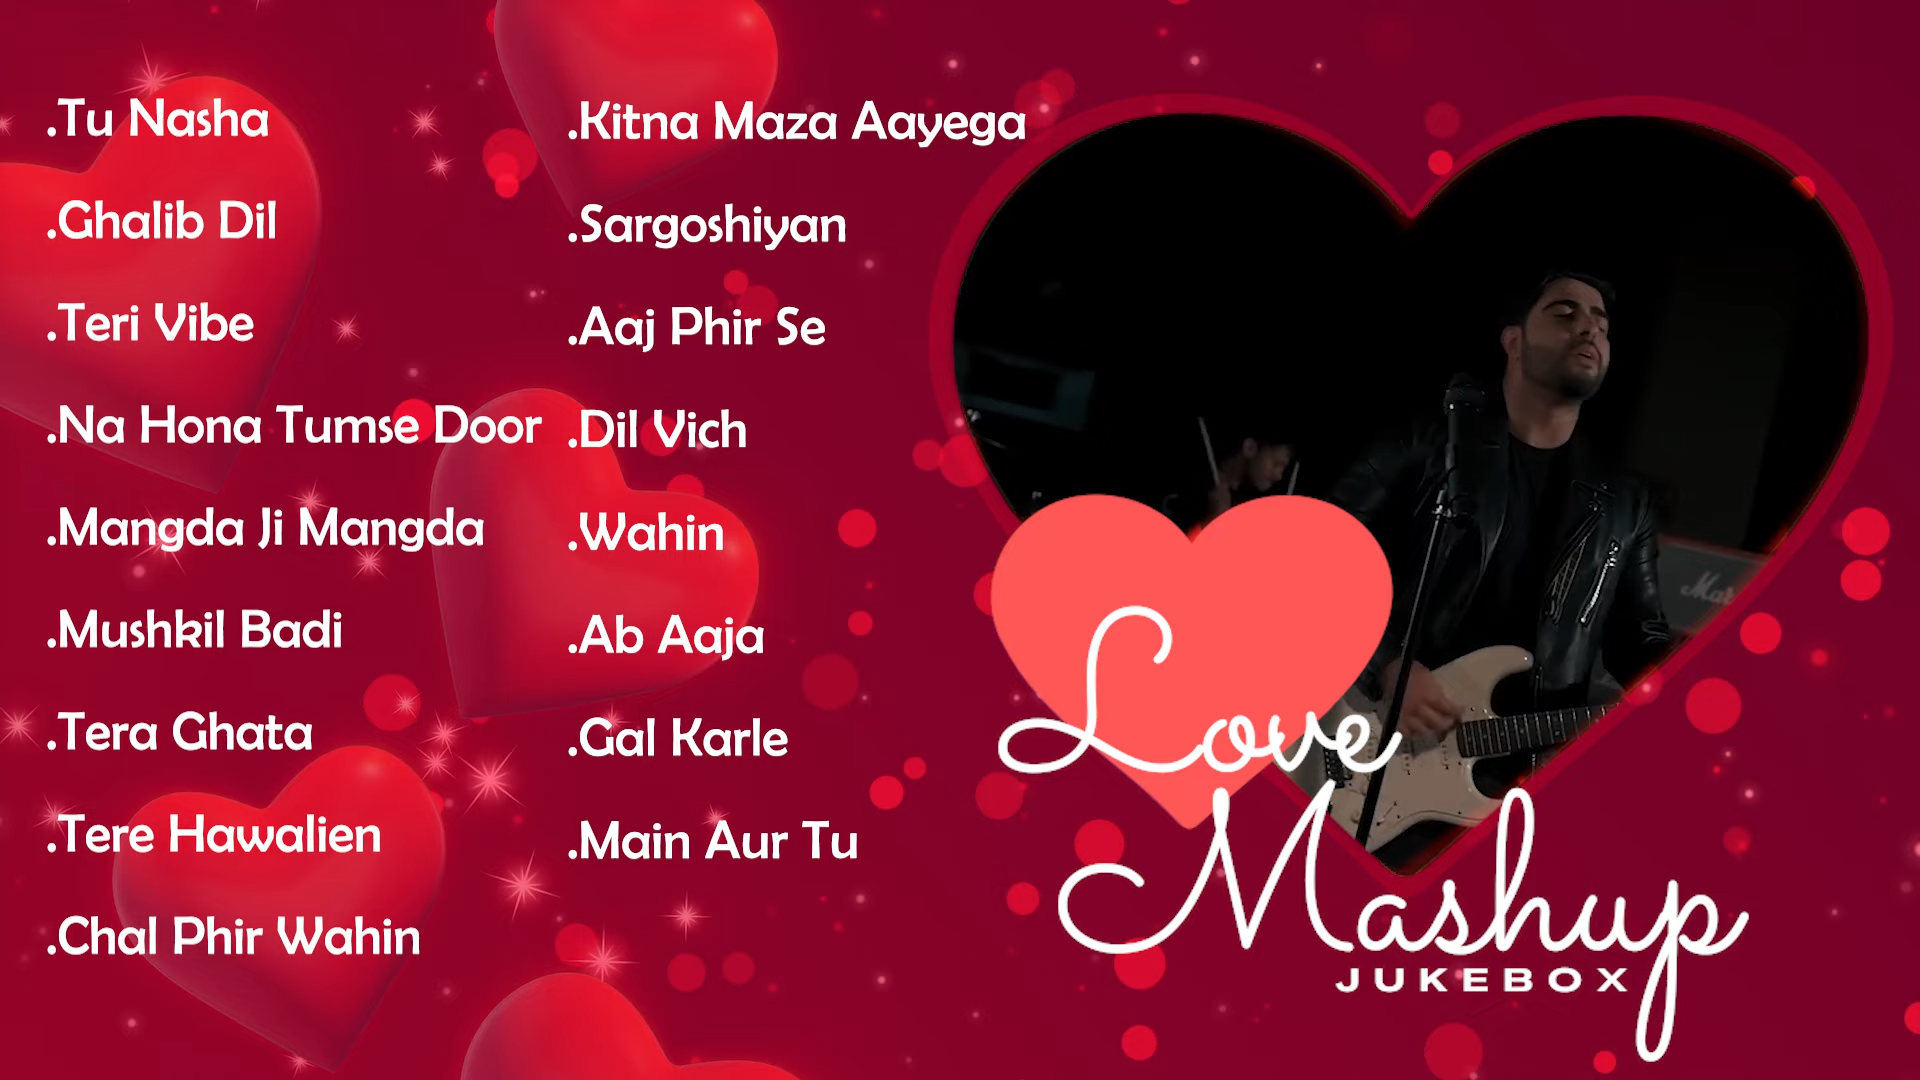 .Tu Nasha
.Ghalib Dil
.Teri Vibe
.Na Hona Tumse Door
.Mangda Ji Mangda
.Mushkil Badi
.Tera Ghata
.Tere Hawalien
.Chal Phir Wahin
.Kitna Maza Aayega
.Sargoshiyan
.Aaj Phir Se
.Dil Vich
.Wahin
.Ab Aaja
.Gal Karle
.Main Aur Tu
Love
Mashup
JUKEBOX